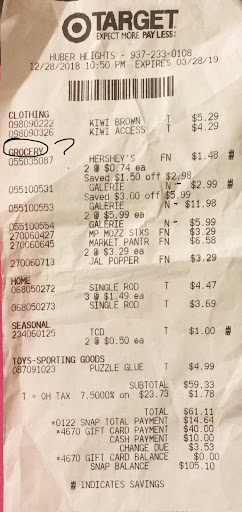 TARGET
EXPECT MORE. PAY LESS.
HUBER HEIGHTS - 937-233-0108
12/28/2018 10:50 PM EXPIRES 03/28/19
CLOTHING
098090222 KIWI BROWN T $5.29
098090326 KIWI ACCESS T $4.29
GROCERY ?
055035087 HERSHEY'S FN $1.48 #
2 @ $0.74 ea
Saved $1.50 off $2.98
055100531 GALERIE N - $2.99 #
Saved $3.00 off $5.99
055100553 GALERIE N - $11.98
2 @ $5.99 ea
055100554 GALERIE N - $5.99
270060427 MP MOZZ STXS FN $3.29
270060645 MARKET PANTR FN $6.58
2 @ $3.29 ea
270060713 JAL POPPER FN $3.29
HOME
068050272 SINGLE ROD T $4.47
3 @ $1.49 ea
068050273 SINGLE ROD T $3.69
SEASONAL
234060125 TCD T $1.00 #
2 @ $0.50 ea
TOYS-SPORTING GOODS
087091023 PUZZLE GLUE T $4.99
SUBTOTAL $59.33
T = OH TAX 7.5000% on $23.73 $1.78
TOTAL $61.11
*0122 SNAP TOTAL PAYMENT $14.64
*4670 GIFT CARD PAYMENT $40.00
CASH PAYMENT $10.00
CHANGE DUE $3.53
*4670 GIFT CARD BALANCE $0.00
SNAP BALANCE $105.10
# INDICATES SAVINGS